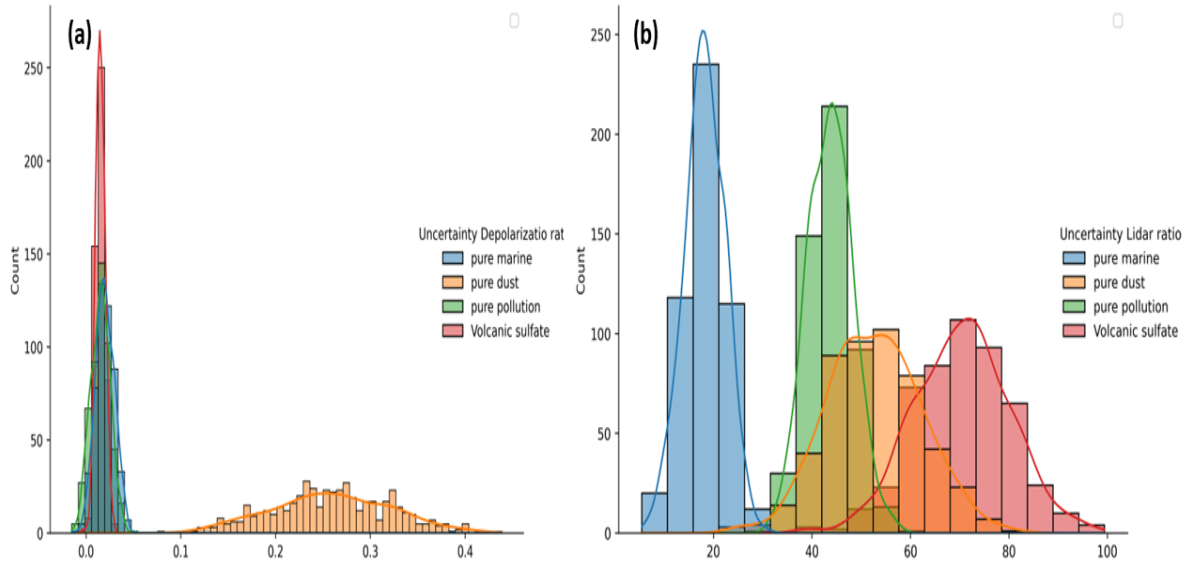 (a)
250
200
150
100
50
0
Count
Uncertainty Depolarizatio rat
pure marine
pure dust
pure pollution
Volcanic sulfate
0.0 0.1 0.2 0.3 0.4
(b)
250
200
150
100
50
0
Count
Uncertainty Lidar ratio
pure marine
pure dust
pure pollution
Volcanic sulfate
20 40 60 80 100